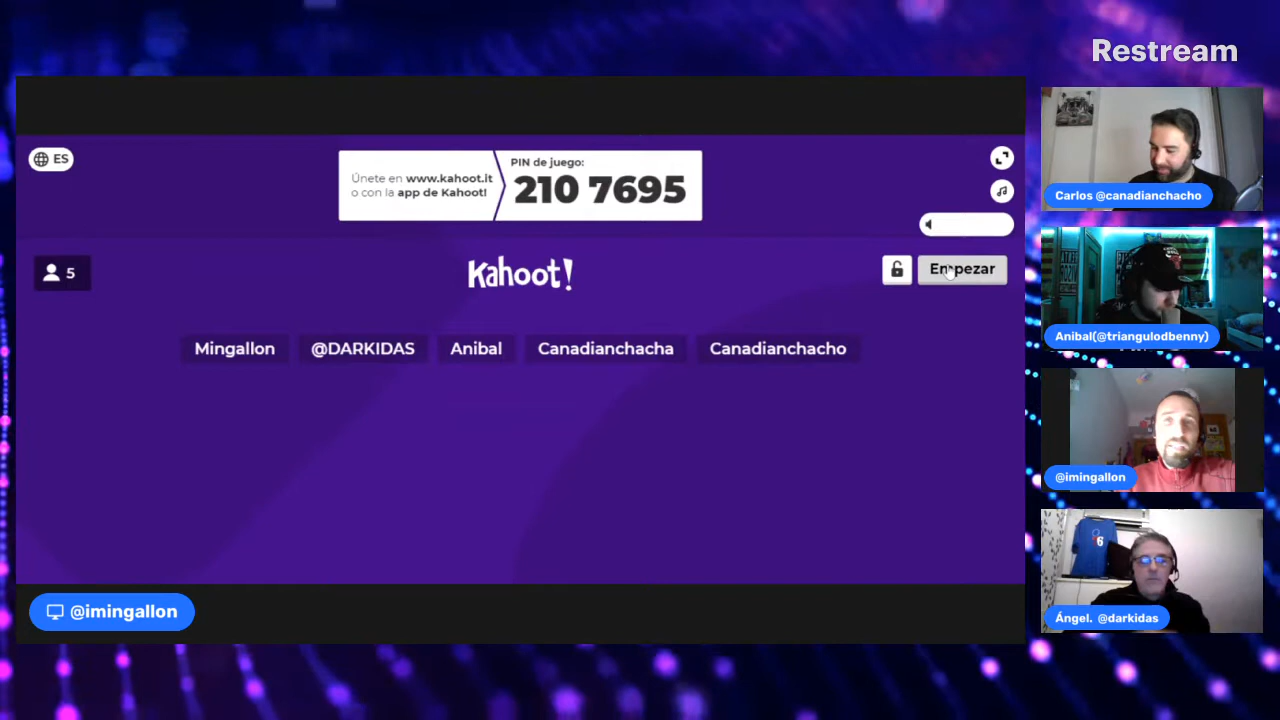 Restream
ES
Únete en www.kahoot.it
o con la app de Kahoot!
PIN de juego:
210 7695
5
Kahoot!
Empezar
Mingallon
@DARKIDAS
Anibal
Canadianchacha
Canadianchacho
@imingallon
Carlos @canadianchacho
Anibal(@triangulodbenny)
@imingallon
Ángel. @darkidas